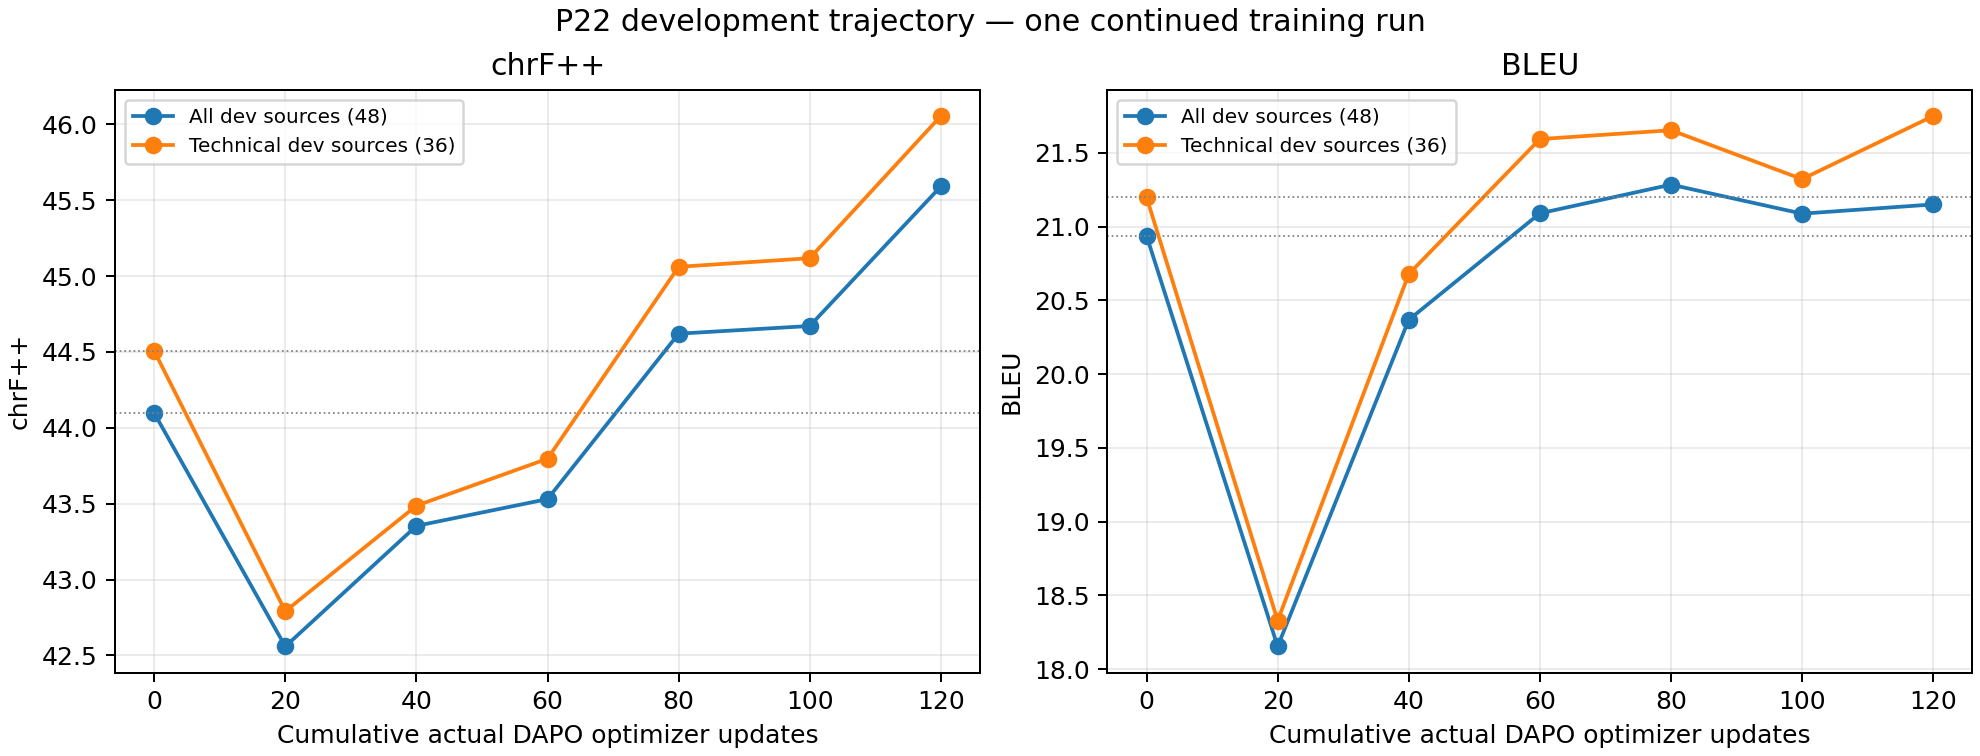 P22 development trajectory — one continued training run
chrF++
All dev sources (48)
Technical dev sources (36)
46.0
45.5
45.0
44.5
44.0
43.5
43.0
42.5
chrF++
0 20 40 60 80 100 120
Cumulative actual DAPO optimizer updates
BLEU
All dev sources (48)
Technical dev sources (36)
21.5
21.0
20.5
20.0
19.5
19.0
18.5
18.0
BLEU
0 20 40 60 80 100 120
Cumulative actual DAPO optimizer updates